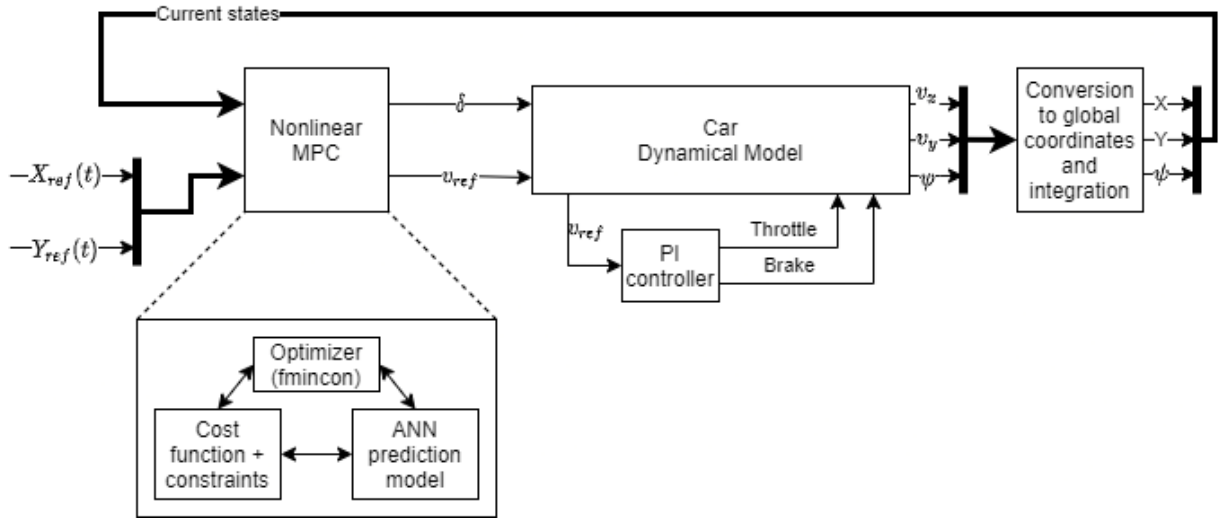 Current states
Nonlinear
MPC
δ
v_ref
X_ref(t)
Y_ref(t)
Car
Dynamical Model
v_x
v_y
ψ
Conversion
to global
coordinates
and
integration
X
Y
ψ
v_ref
PI
controller
Throttle
Brake
Optimizer
(fmincon)
Cost
function +
constraints
ANN
prediction
model